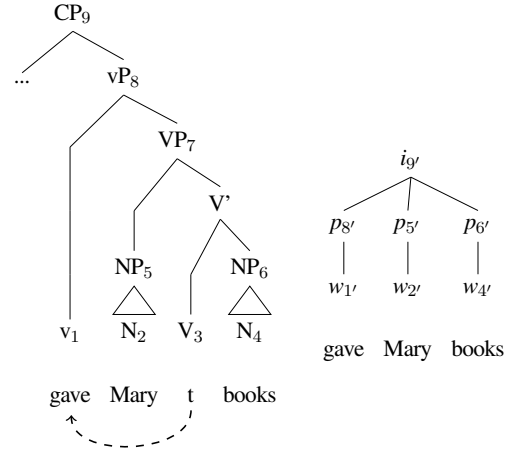 CP₉
... vP₈
VP₇
V'
NP₅ NP₆
v₁ N₂ V₃ N₄
gave Mary t books
i₉′
p₈′ p₅′ p₆′
w₁′ w₂′ w₄′
gave Mary books